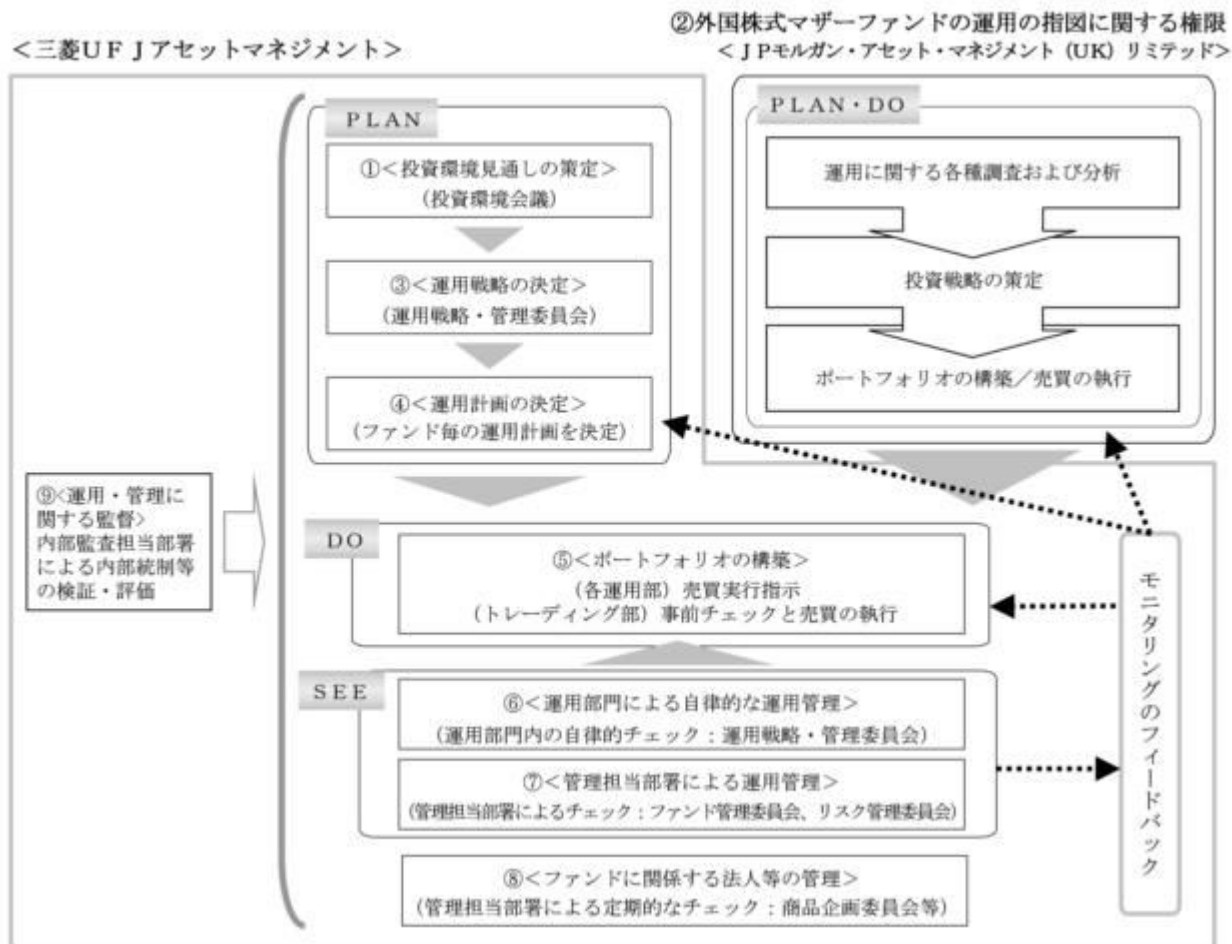 ②外国株式マザーファンドの運用の指図に関する権限
<三菱UFJアセットマネジメント>
<JPモルガン・アセット・マネジメント（UK）リミテッド>
PLAN
①<投資環境見通しの策定>
（投資環境会議）
③<運用戦略の決定>
（運用戦略・管理委員会）
④<運用計画の決定>
（ファンド毎の運用計画を決定）
PLAN・DO
運用に関する各種調査および分析
投資戦略の策定
ポートフォリオの構築／売買の執行
⑨<運用・管理に
関する監督>
内部監査担当部署
による内部統制等
の検証・評価
DO
⑤<ポートフォリオの構築>
（各運用部）売買実行指示
（トレーディング部）事前チェックと売買の執行
SEE
⑥<運用部門による自律的な運用管理>
（運用部門内の自律的チェック：運用戦略・管理委員会）
⑦<管理担当部署による運用管理>
（管理担当部署によるチェック：ファンド管理委員会、リスク管理委員会）
⑧<ファンドに関係する法人等の管理>
（管理担当部署による定期的なチェック：商品企画委員会等）
モニタリングのフィードバック